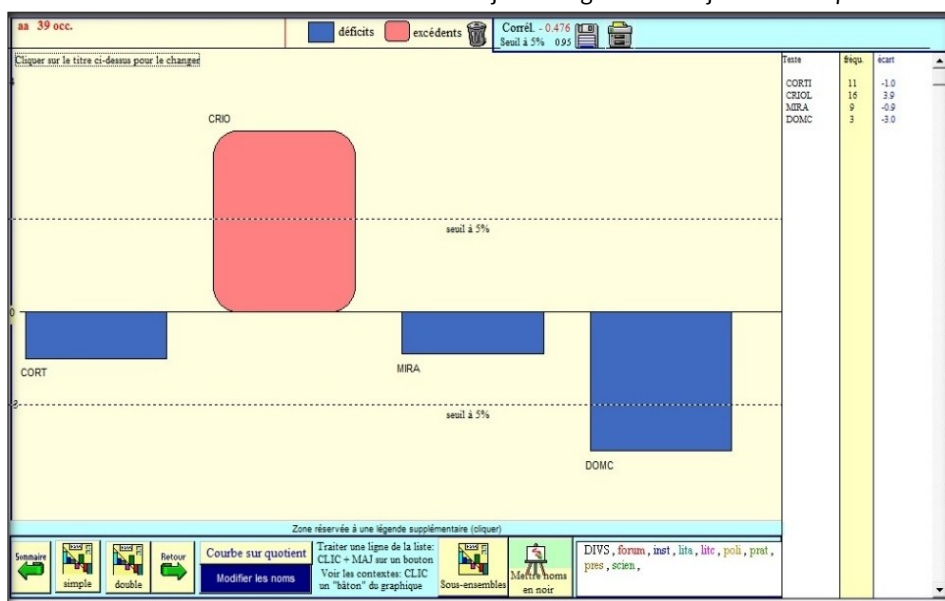 aa 39 occ.
déficits
excédents
Corrél. - 0.476
Seuil à 5% 0.95
Cliquer sur le titre ci-dessus pour le changer
Texte fréqu. écart
CORTI 11 -1.0
CRIOL 16 3.9
MIRA 9 -0.9
DOMC 3 -3.0
4
CRIO
seuil à 5%
0
CORT
MIRA
seuil à 5%
DOMC
Zone réservée à une légende supplémentaire (cliquer)
Sommaire
simple
double
Retour
Courbe sur quotient
Modifier les noms
Traiter une ligne de la liste:
CLIC + MAJ sur un bouton
Voir les contextes: CLIC
un "bâton" du graphique
Sous-ensembles
Mettre noms
en noir
DIVS , forum , inst , lita , litc , poli , prat ,
pres , scien ,